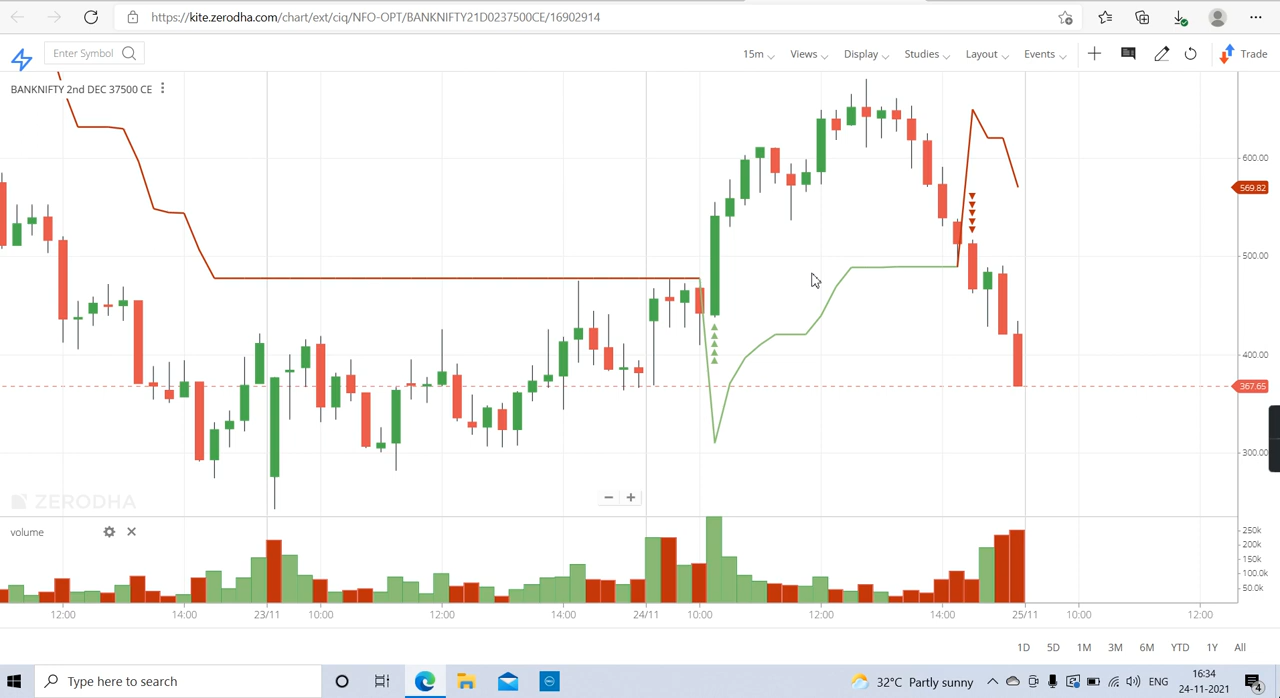 https://kite.zerodha.com/chart/ext/ciq/NFO-OPT/BANKNIFTY21D0237500CE/16902914
Enter Symbol
15m Views Display Studies Layout Events Trade
BANKNIFTY 2nd DEC 37500 CE
600.00
569.82
500.00
400.00
367.65
300.00
ZERODHA
volume
250k
200k
150k
100.0k
50.0k
12:00 14:00 23/11 10:00 12:00 14:00 24/11 10:00 12:00 14:00 25/11 10:00 12:00
1D 5D 1M 3M 6M YTD 1Y All
Type here to search
32°C Partly sunny
ENG
16:34
24-11-2021
4